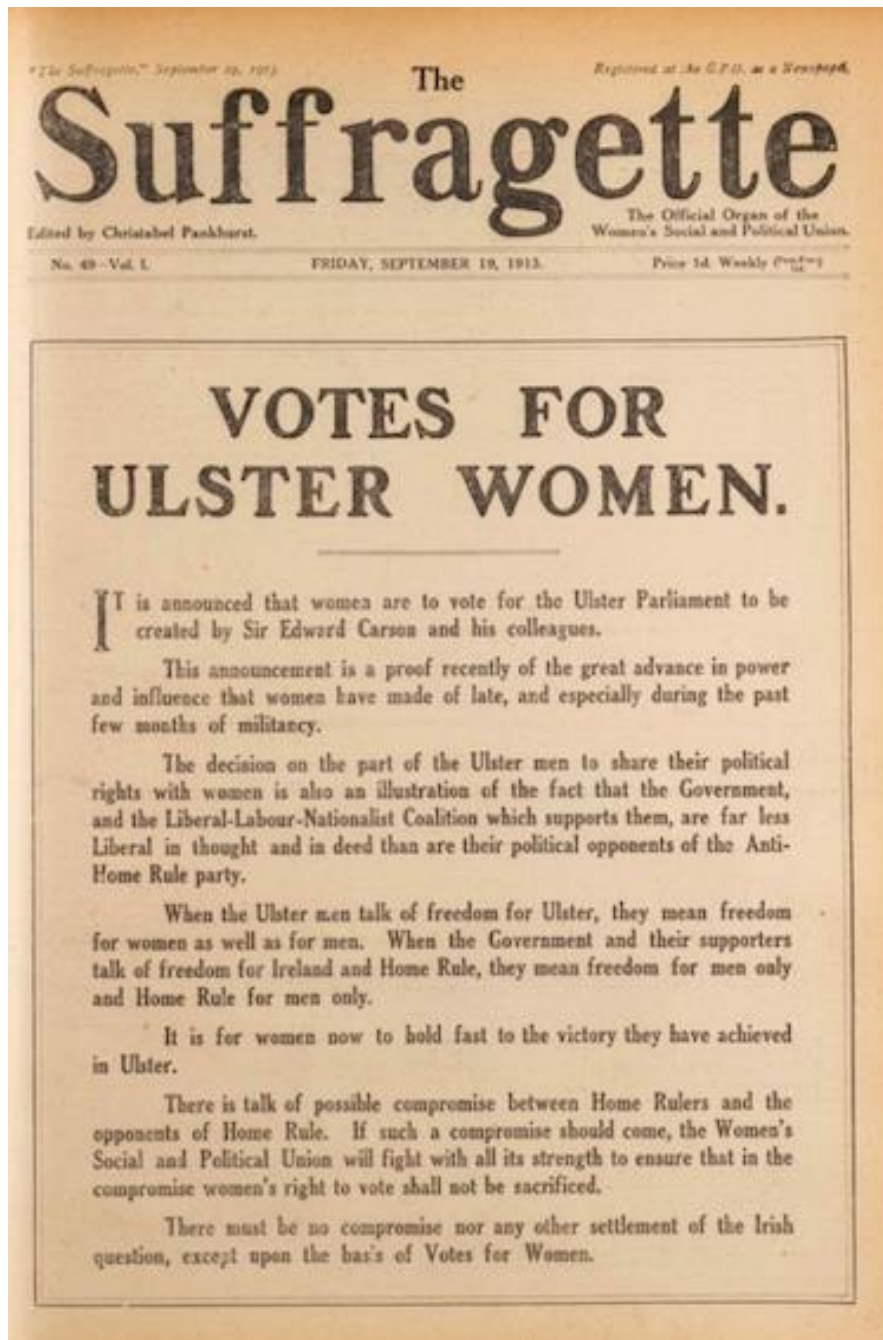 "The Suffragette," September 19, 1913.
Registered at the G.P.O. as a Newspaper.
The
Suffragette
Edited by Christabel Pankhurst.
The Official Organ of the
Women's Social and Political Union.
No. 49—Vol. I.
FRIDAY, SEPTEMBER 19, 1913.
Price 1d. Weekly
VOTES FOR
ULSTER WOMEN.
IT is announced that women are to vote for the Ulster Parliament to be
created by Sir Edward Carson and his colleagues.
This announcement is a proof recently of the great advance in power
and influence that women have made of late, and especially during the past
few months of militancy.
The decision on the part of the Ulster men to share their political
rights with women is also an illustration of the fact that the Government,
and the Liberal-Labour-Nationalist Coalition which supports them, are far less
Liberal in thought and in deed than are their political opponents of the Anti-
Home Rule party.
When the Ulster men talk of freedom for Ulster, they mean freedom
for women as well as for men. When the Government and their supporters
talk of freedom for Ireland and Home Rule, they mean freedom for men only
and Home Rule for men only.
It is for women now to hold fast to the victory they have achieved
in Ulster.
There is talk of possible compromise between Home Rulers and the
opponents of Home Rule. If such a compromise should come, the Women's
Social and Political Union will fight with all its strength to ensure that in the
compromise women's right to vote shall not be sacrificed.
There must be no compromise nor any other settlement of the Irish
question, except upon the basis of Votes for Women.